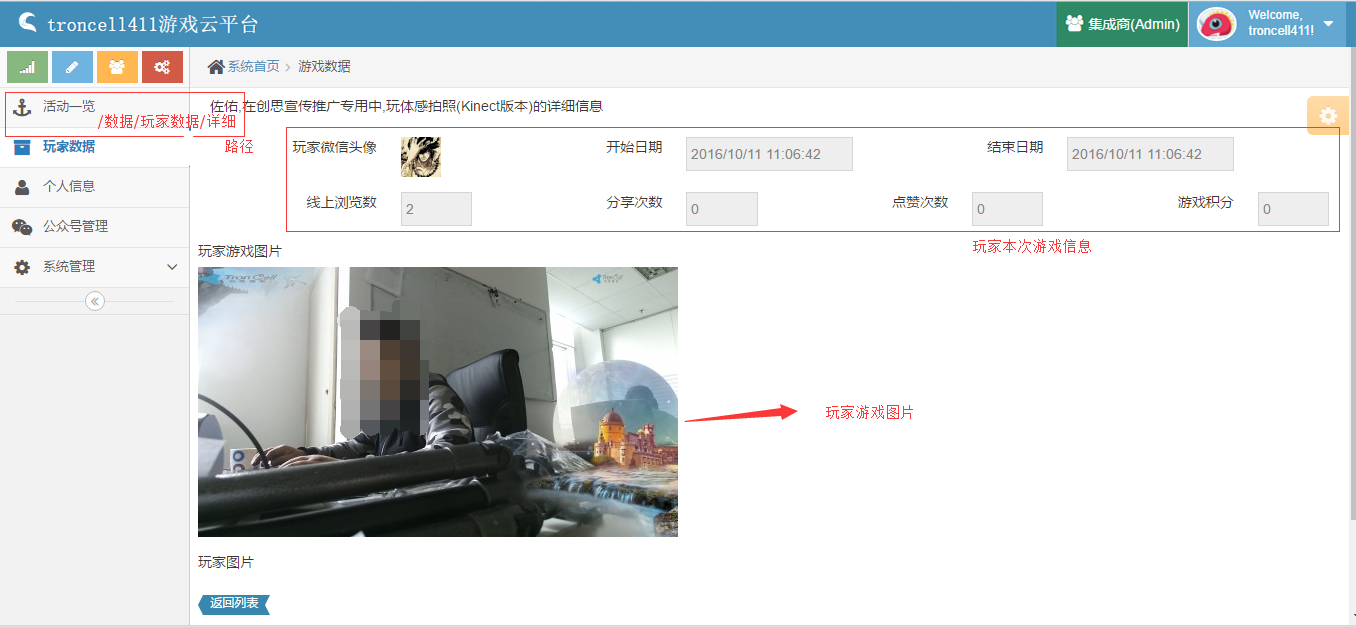 troncell411游戏云平台
集成商(Admin)
Welcome,
troncell411!
系统首页 > 游戏数据
活动一览
/数据/玩家数据/详细
路径
玩家数据
个人信息
公众号管理
系统管理
佐佑,在创思宣传推广专用中,玩体感拍照(Kinect版本)的详细信息
玩家微信头像
开始日期 2016/10/11 11:06:42
结束日期 2016/10/11 11:06:42
线上浏览数 2
分享次数 0
点赞次数 0
游戏积分 0
玩家本次游戏信息
玩家游戏图片
TronCell
TronCell
玩家游戏图片
玩家图片
返回列表